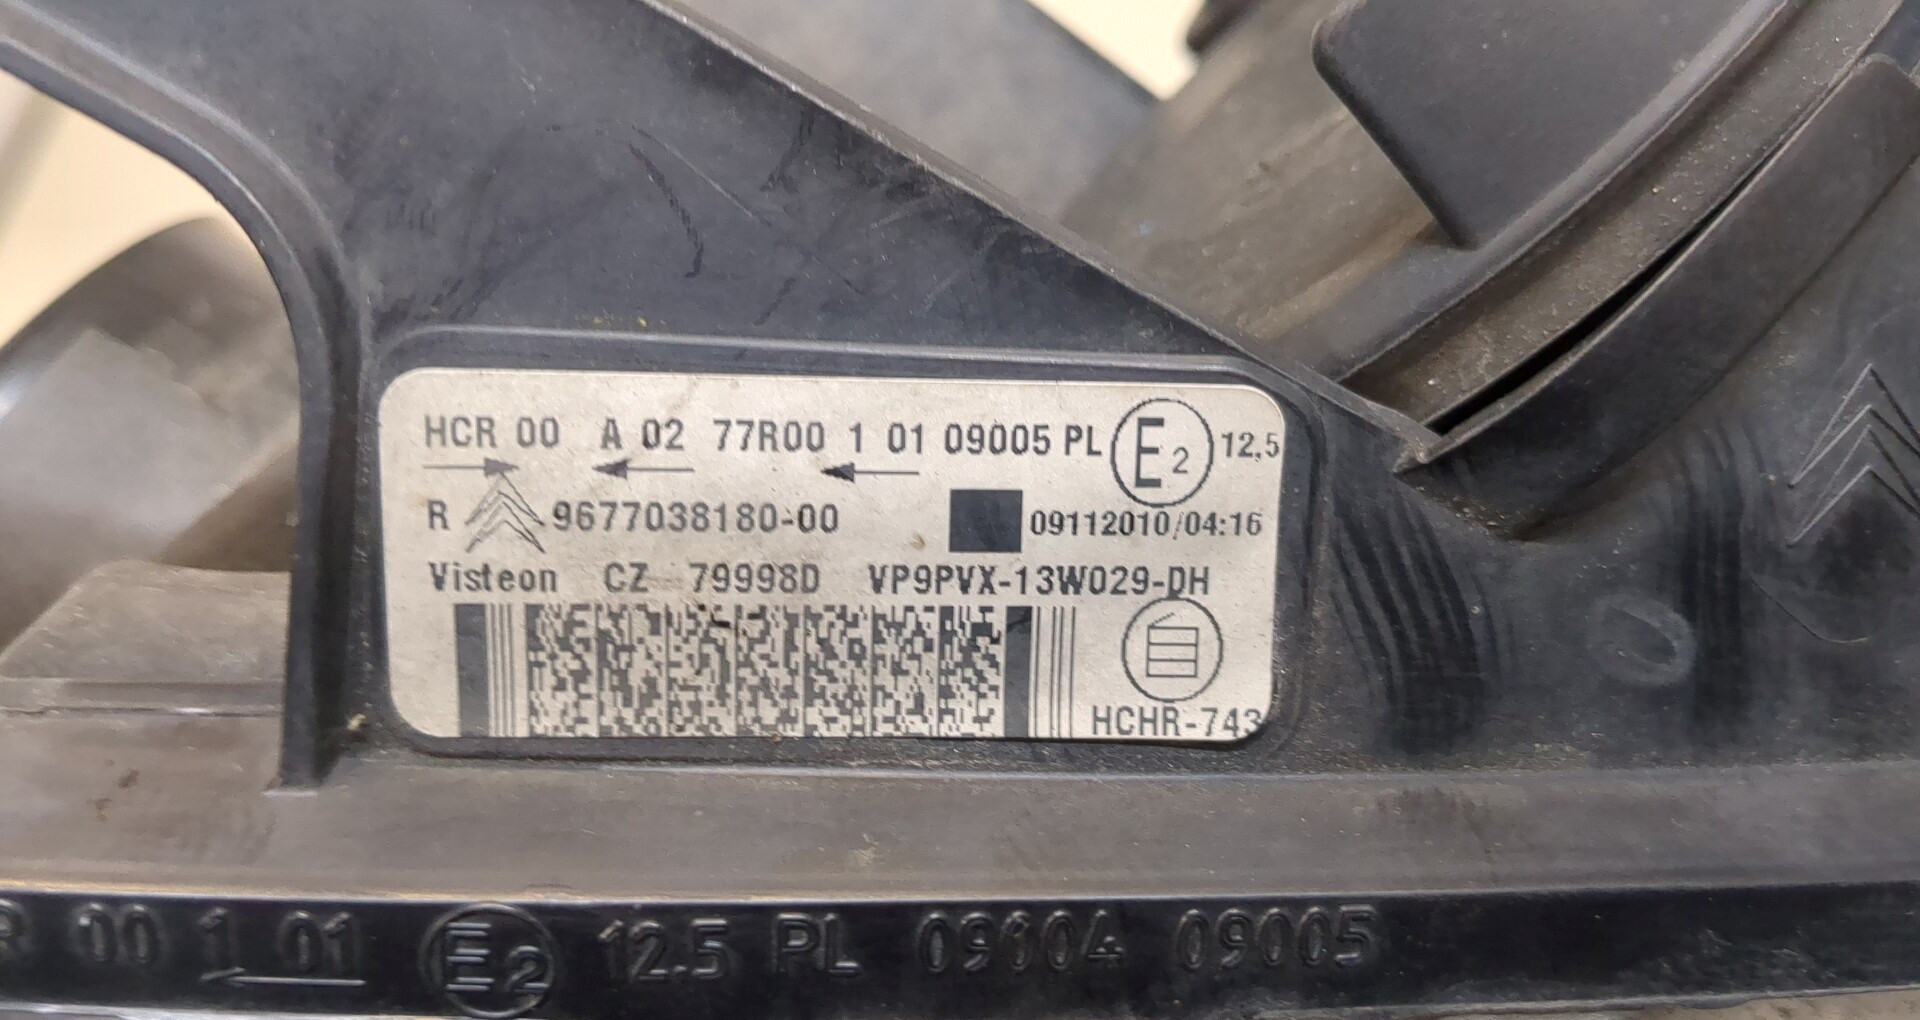 HCR 00 A 02 77R00 1 01 09005 PL E2 12,5
R 9677038180-00 09112010/04:16
Visteon CZ 79998D VP9PVX-13W029-DH
HCHR-743
R 00 1 01 E2 12.5 PL 09004 09005